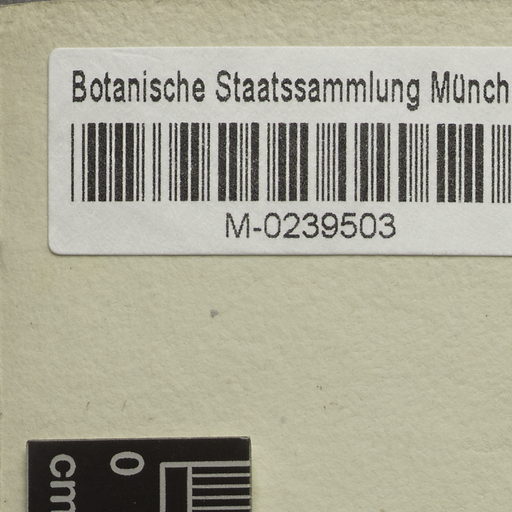 Botanische Staatssammlung Münch
M-0239503
0
cm